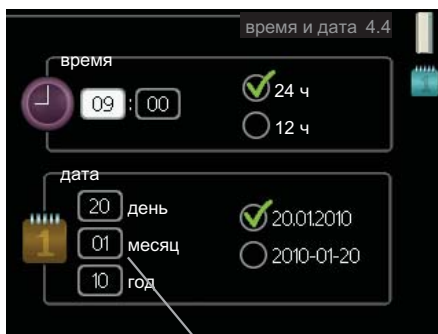 время и дата 4.4
время
09 : 00
24 ч
12 ч
дата
20 день
01 месяц
10 год
20.01.2010
2010-01-20
1